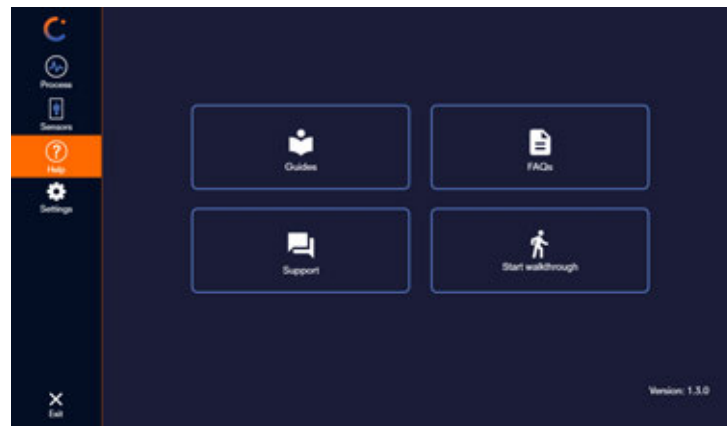 Process
Sensors
Help
Settings
Exit
Guides
FAQs
Support
Start walkthrough
Version: 1.3.0